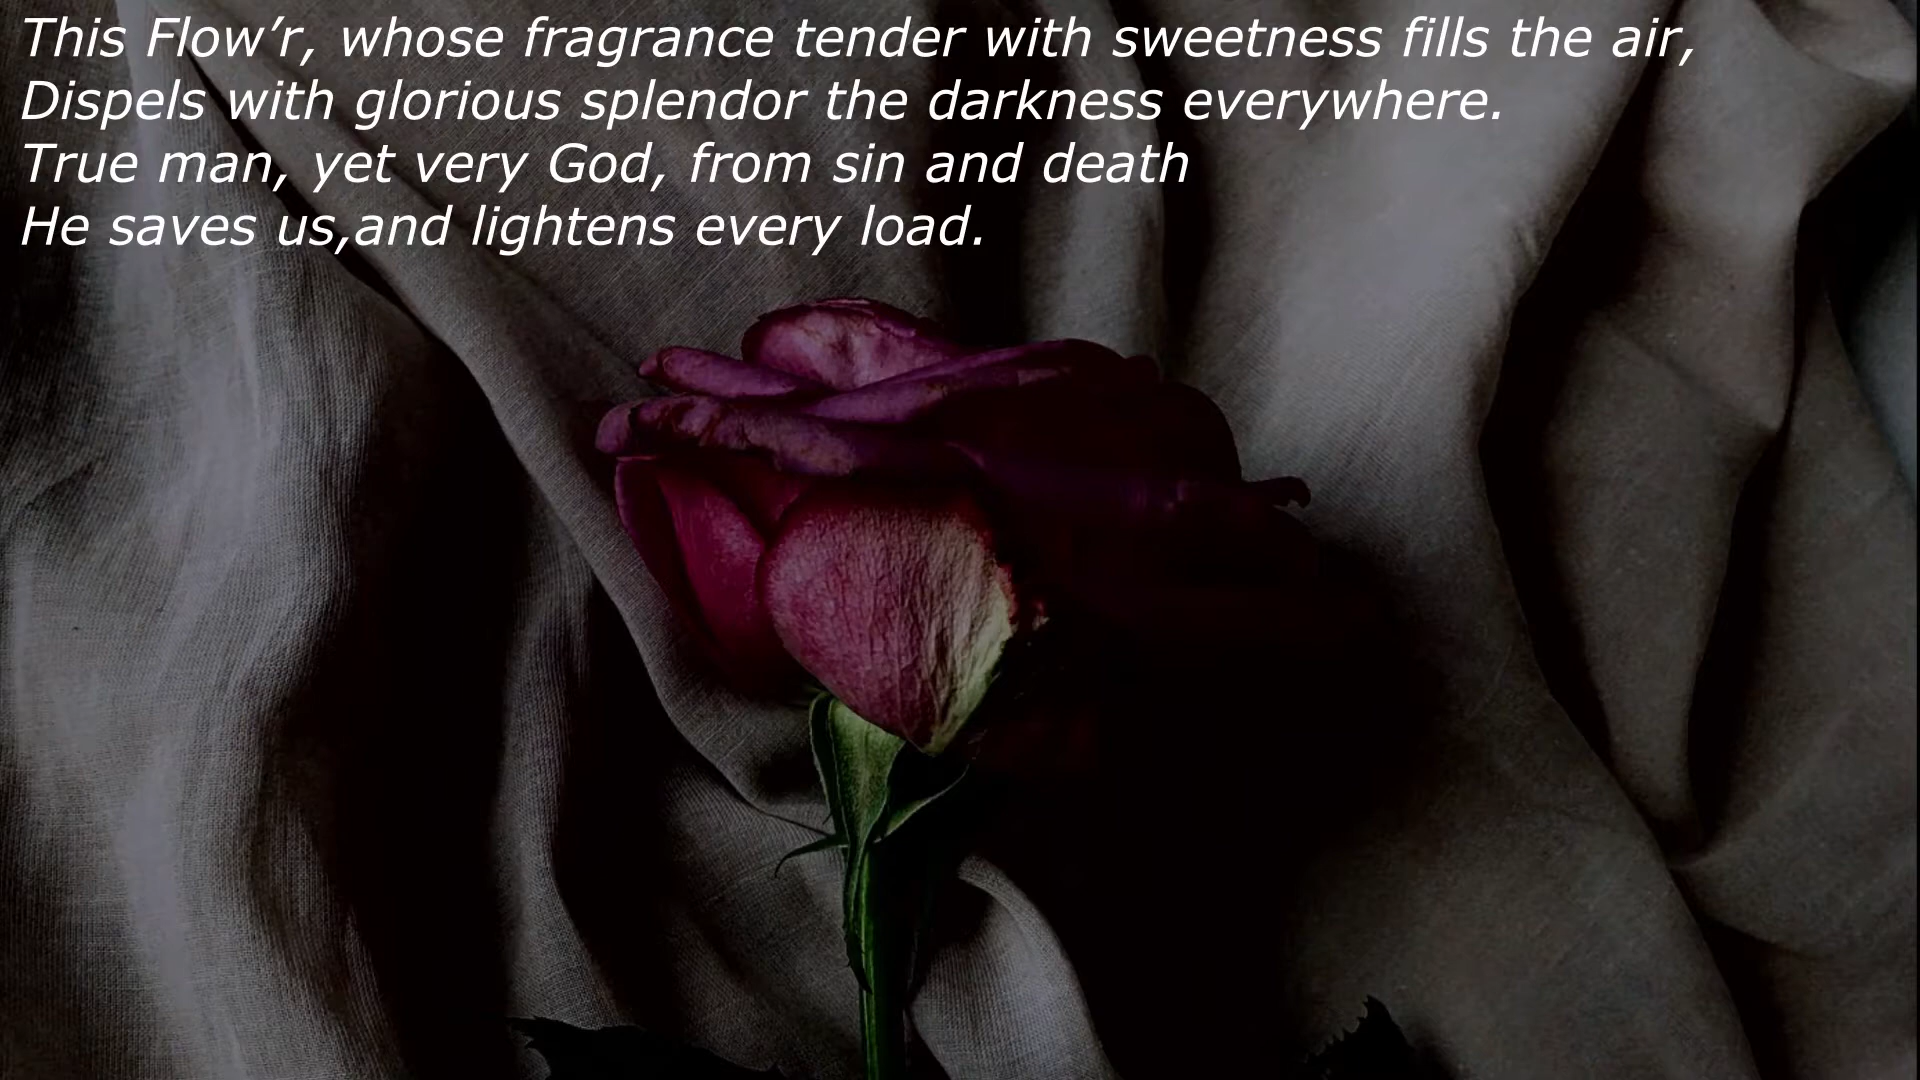 This Flow’r, whose fragrance tender with sweetness fills the air,
Dispels with glorious splendor the darkness everywhere.
True man, yet very God, from sin and death
He saves us,and lightens every load.